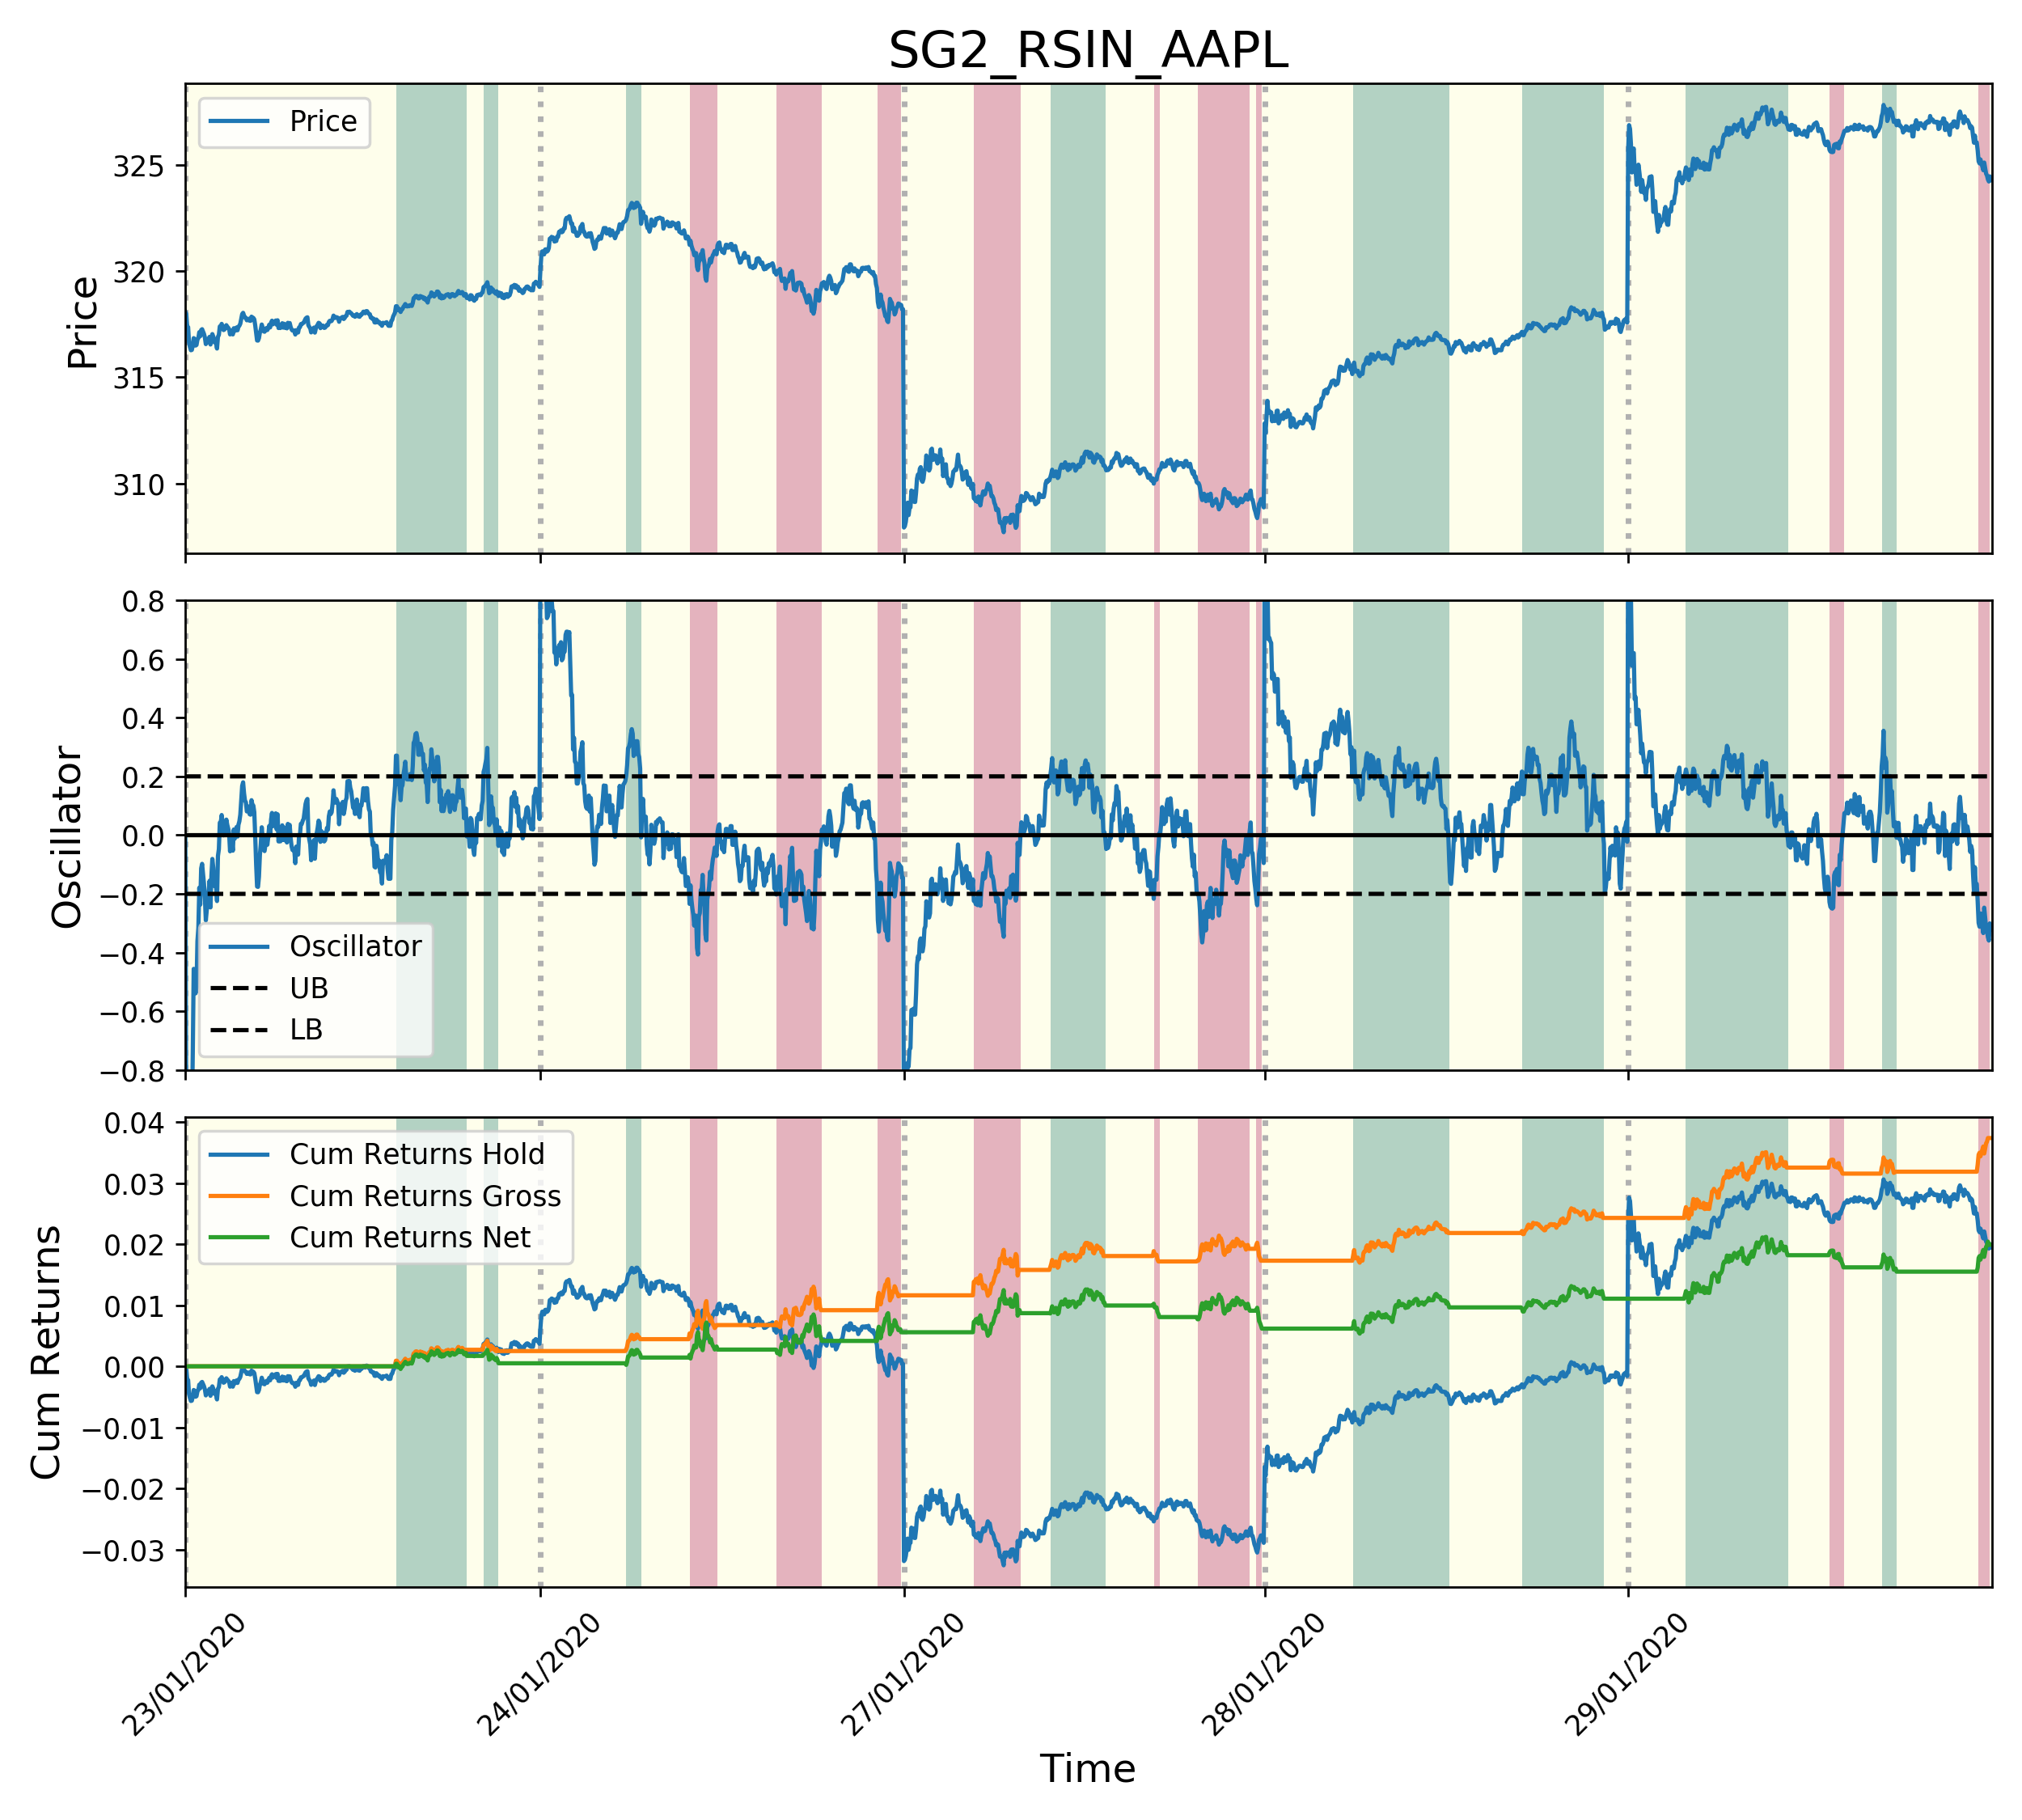 SG2_RSIN_AAPL
Price
325
320
315
310
Price
0.8
0.6
0.4
0.2
0.0
−0.2
−0.4
−0.6
−0.8
Oscillator
Oscillator
UB
LB
0.04
0.03
0.02
0.01
0.00
−0.01
−0.02
−0.03
Cum Returns
Cum Returns Hold
Cum Returns Gross
Cum Returns Net
23/01/2020
24/01/2020
27/01/2020
28/01/2020
29/01/2020
Time